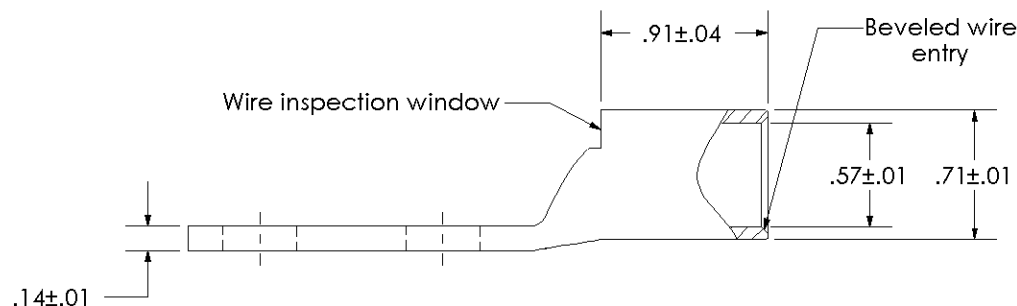 .91±.04
Beveled wire
entry
Wire inspection window
.57±.01
.71±.01
.14±.01